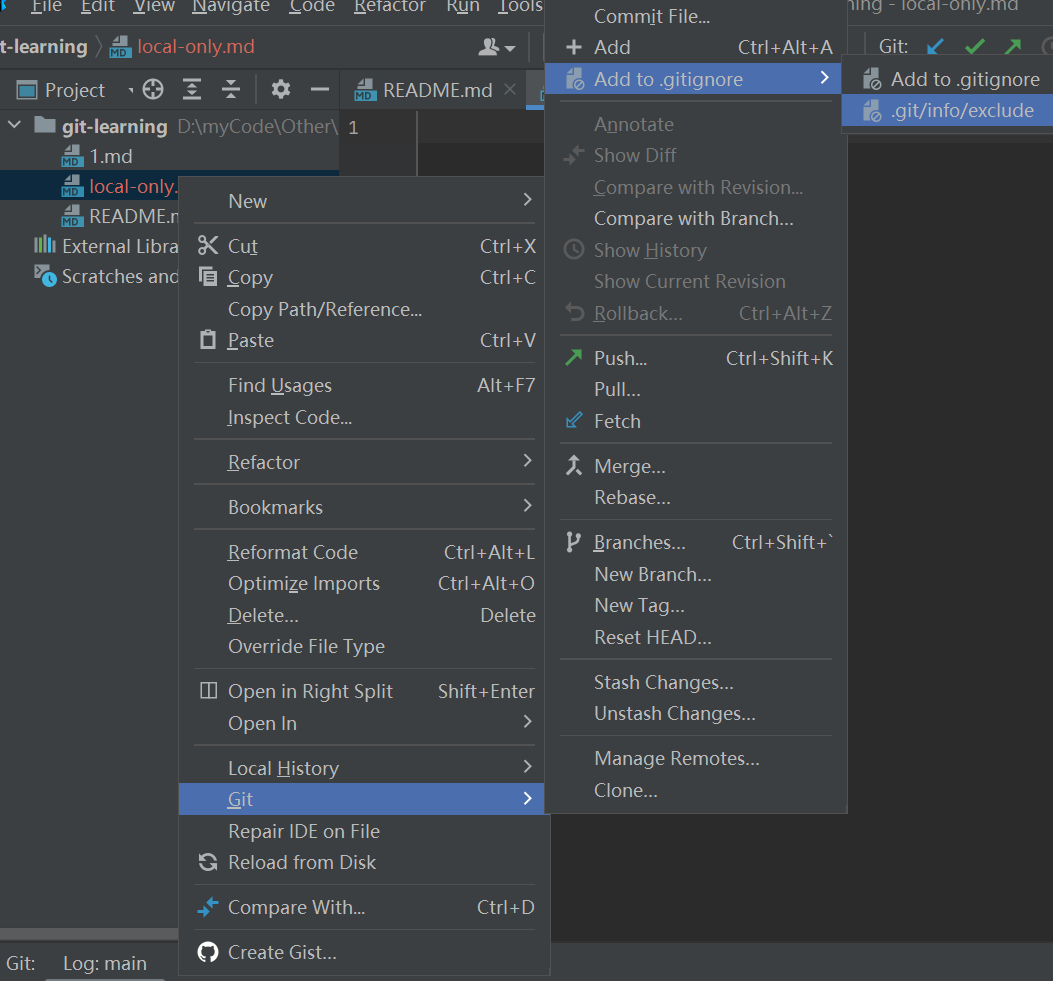 File Edit View Navigate Code Refactor Run Tools
ning - local-only.md
t-learning local-only.md
Git:
Project
README.md
git-learning D:\myCode\Other\
1
MD 1.md
MD local-only.
MD README.m
External Libra
Scratches and
New
Cut Ctrl+X
Copy Ctrl+C
Copy Path/Reference...
Paste Ctrl+V
Find Usages Alt+F7
Inspect Code...
Refactor
Bookmarks
Reformat Code Ctrl+Alt+L
Optimize Imports Ctrl+Alt+O
Delete... Delete
Override File Type
Open in Right Split Shift+Enter
Open In
Local History
Git
Repair IDE on File
Reload from Disk
Compare With... Ctrl+D
Create Gist...
Commit File...
Add Ctrl+Alt+A
Add to .gitignore
Annotate
Show Diff
Compare with Revision...
Compare with Branch...
Show History
Show Current Revision
Rollback... Ctrl+Alt+Z
Push... Ctrl+Shift+K
Pull...
Fetch
Merge...
Rebase...
Branches... Ctrl+Shift+`
New Branch...
New Tag...
Reset HEAD...
Stash Changes...
Unstash Changes...
Manage Remotes...
Clone...
Add to .gitignore
.git/info/exclude
Git: Log: main